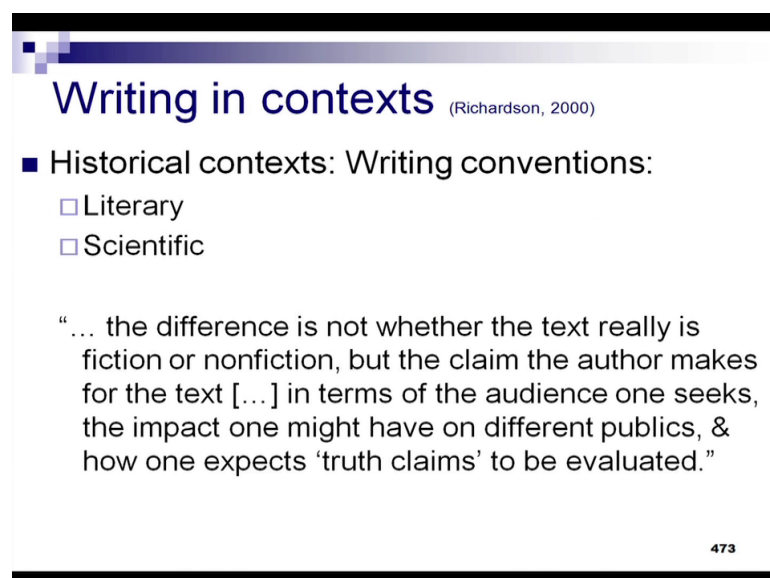 Writing in contexts (Richardson, 2000)
Historical contexts: Writing conventions:
Literary
Scientific
“… the difference is not whether the text really is
fiction or nonfiction, but the claim the author makes
for the text […] in terms of the audience one seeks,
the impact one might have on different publics, &
how one expects ‘truth claims’ to be evaluated.”
473